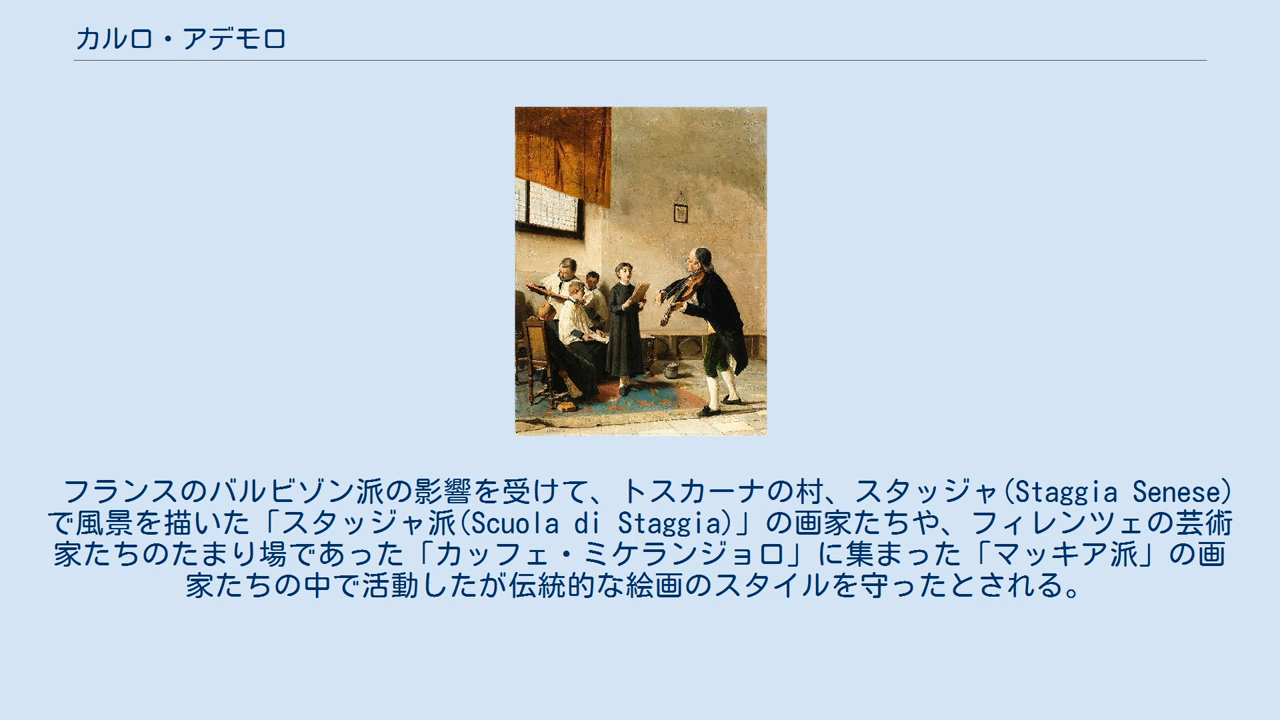 カルロ・アデモロ
フランスのバルビゾン派の影響を受けて、トスカーナの村、スタッジャ(Staggia Senese)
で風景を描いた「スタッジャ派(Scuola di Staggia)」の画家たちや、フィレンツェの芸術
家たちのたまり場であった「カッフェ・ミケランジョロ」に集まった「マッキア派」の画
家たちの中で活動したが伝統的な絵画のスタイルを守ったとされる。